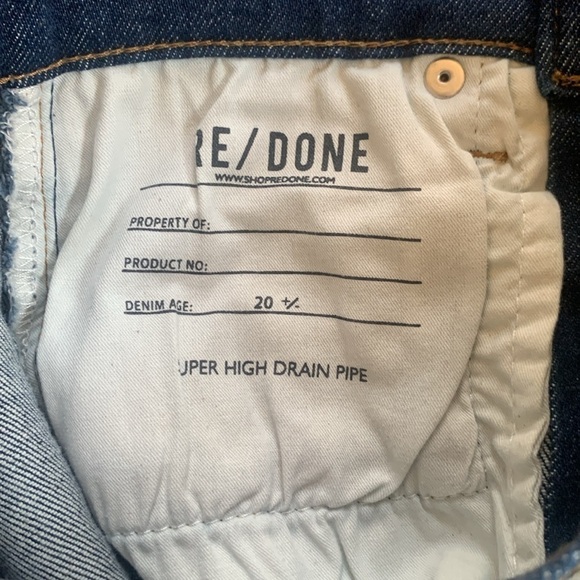 RE/DONE
WWW.SHOPREDONE.COM
PROPERTY OF:
PRODUCT NO:
DENIM AGE: 20 +/-
UPER HIGH DRAIN PIPE